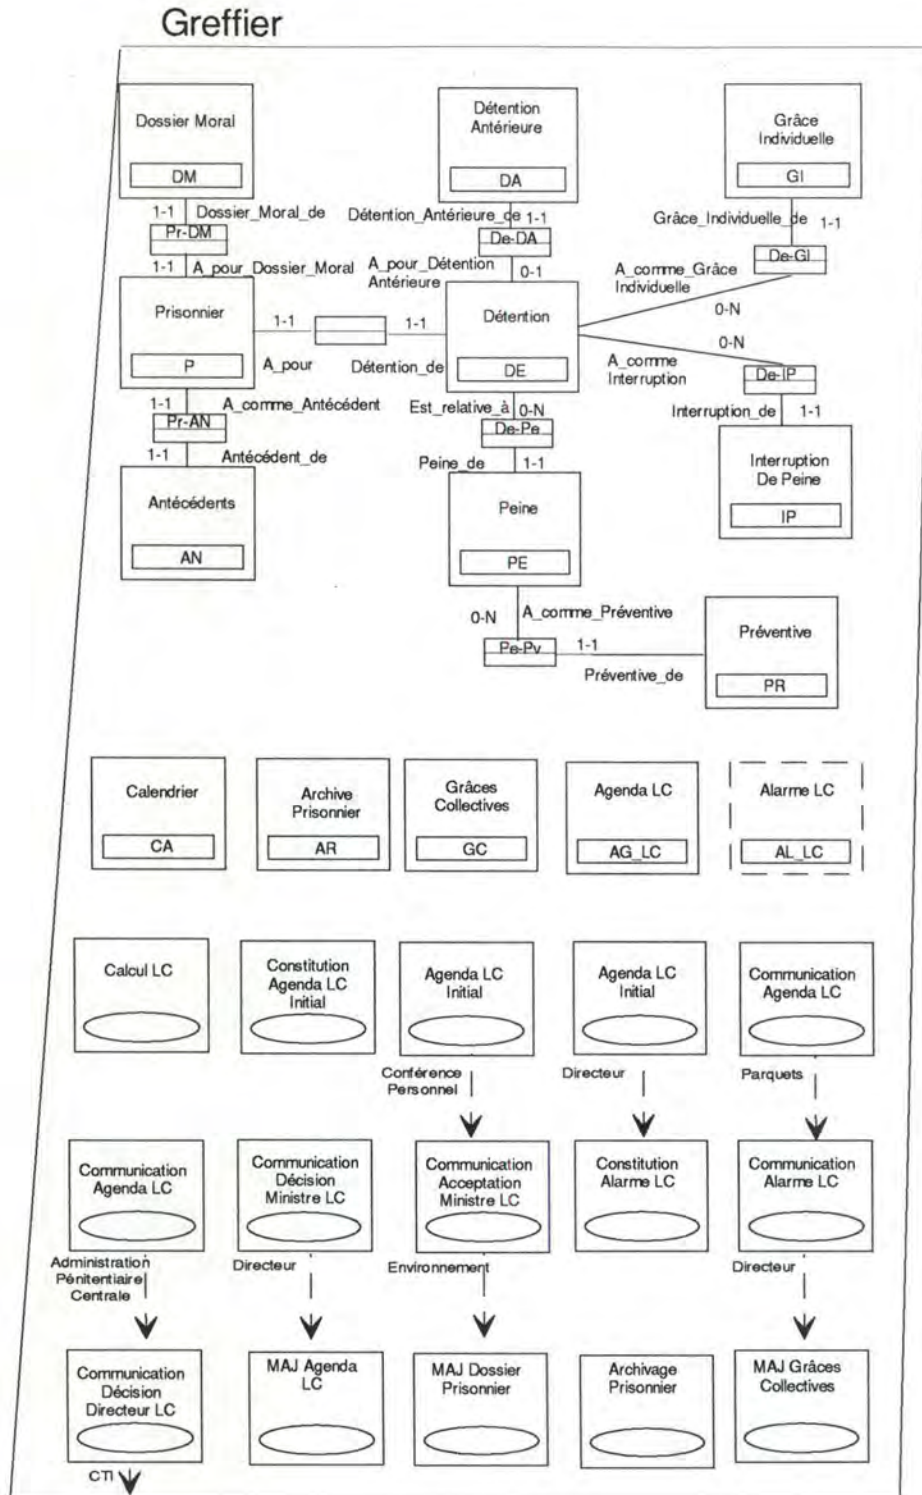 Greffier
Dossier Moral
DM
Détention
Antérieure
DA
Grâce
Individuelle
GI
1-1 Dossier_Moral_de
Pr-DM
1-1 A_pour_Dossier_Moral
Détention_Antérieure_de 1-1
De-DA
A_pour_Détention
Antérieure
0-1
Grâce_Individuelle_de 1-1
De-GI
A_comme_Grâce
Individuelle
0-N
Prisonnier
P
1-1
A_pour
1-1
Détention_de
Détention
DE
0-N
A_comme
Interruption
De-IP
Interruption_de 1-1
1-1 A_comme_Antécédent
Pr-AN
1-1 Antécédent_de
Est_relative_à 0-N
De-Pe
Peine_de 1-1
Antécédents
AN
Peine
PE
Interruption
De Peine
IP
0-N A_comme_Préventive
Pe-Pv
1-1
Préventive_de
Préventive
PR
Calendrier
CA
Archive
Prisonnier
AR
Grâces
Collectives
GC
Agenda LC
AG_LC
Alarme LC
AL_LC
Calcul LC
Constitution
Agenda LC
Initial
Agenda LC
Initial
Agenda LC
Initial
Communication
Agenda LC
Conférence
Personnel
Directeur
Parquets
Communication
Agenda LC
Communication
Décision
Ministre LC
Communication
Acceptation
Ministre LC
Constitution
Alarme LC
Communication
Alarme LC
Administration
Pénitentiaire
Centrale
Directeur
Environnement
Directeur
Communication
Décision
Directeur LC
MAJ Agenda
LC
MAJ Dossier
Prisonnier
Archivage
Prisonnier
MAJ Grâces
Collectives
CTI